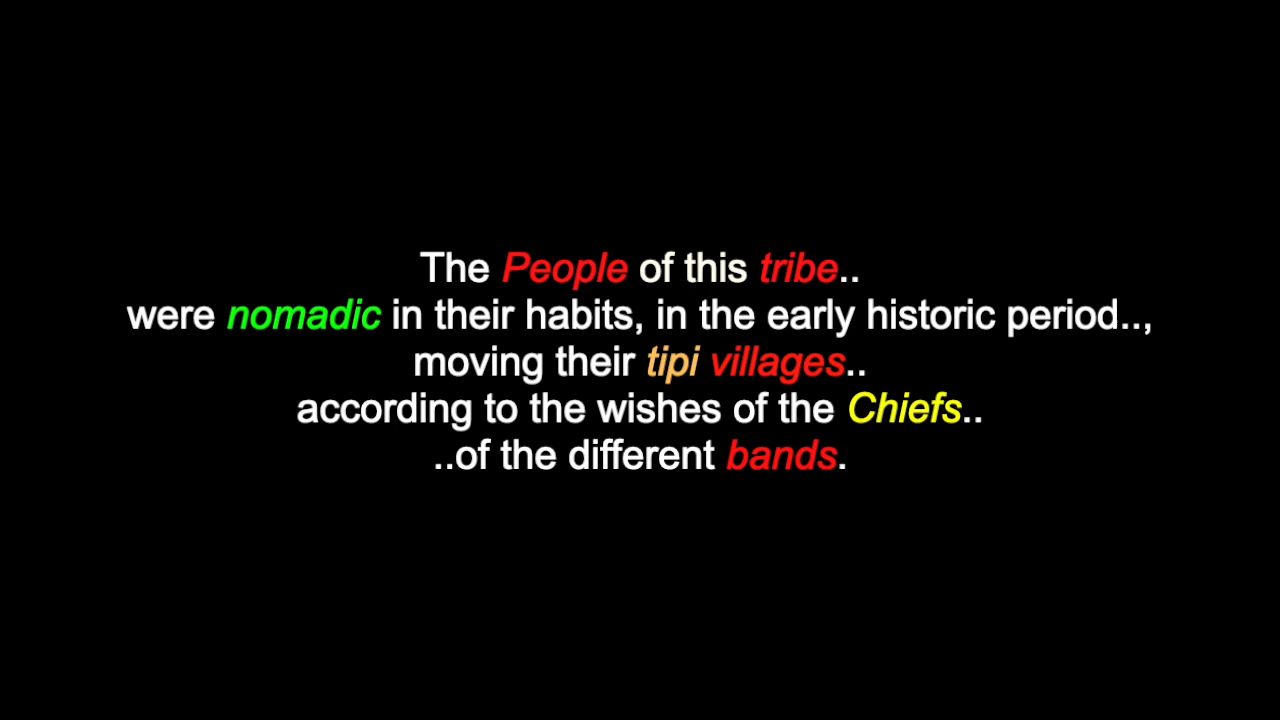 The People of this tribe..
were nomadic in their habits, in the early historic period..,
moving their tipi villages..
according to the wishes of the Chiefs..
..of the different bands.